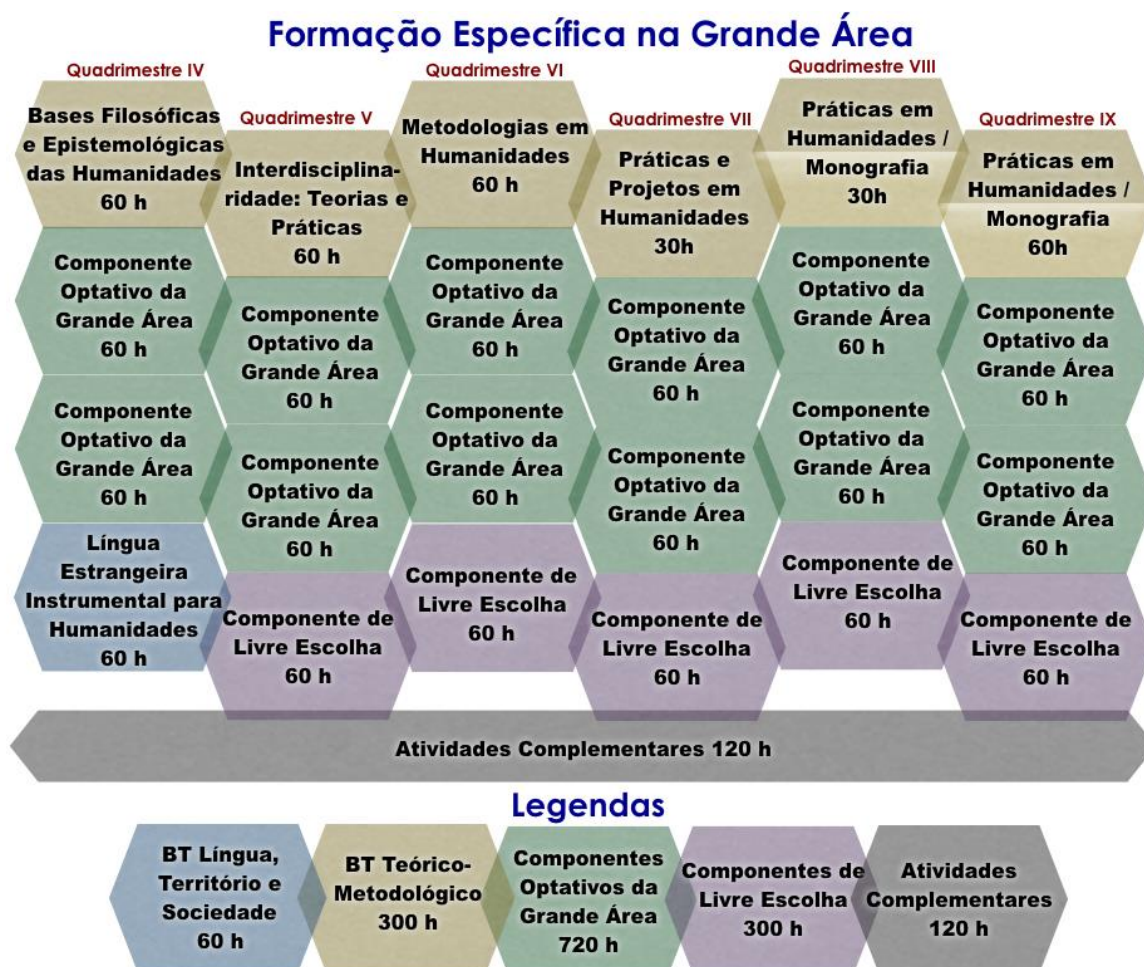 Formação Específica na Grande Área
Quadrimestre IV
Bases Filosóficas
e Epistemológicas
das Humanidades
60 h
Componente
Optativo da
Grande Área
60 h
Componente
Optativo da
Grande Área
60 h
Língua
Estrangeira
Instrumental para
Humanidades
60 h
Quadrimestre V
Interdisciplina-
ridade: Teorias e
Práticas
60 h
Componente
Optativo da
Grande Área
60 h
Componente
Optativo da
Grande Área
60 h
Componente de
Livre Escolha
60 h
Quadrimestre VI
Metodologias em
Humanidades
60 h
Componente
Optativo da
Grande Área
60 h
Componente
Optativo da
Grande Área
60 h
Componente de
Livre Escolha
60 h
Quadrimestre VII
Práticas e
Projetos em
Humanidades
30h
Componente
Optativo da
Grande Área
60 h
Componente
Optativo da
Grande Área
60 h
Componente de
Livre Escolha
60 h
Quadrimestre VIII
Práticas em
Humanidades /
Monografia
30h
Componente
Optativo da
Grande Área
60 h
Componente
Optativo da
Grande Área
60 h
Componente de
Livre Escolha
60 h
Quadrimestre IX
Práticas em
Humanidades /
Monografia
60h
Componente
Optativo da
Grande Área
60 h
Componente
Optativo da
Grande Área
60 h
Componente de
Livre Escolha
60 h
Atividades Complementares 120 h
Legendas
BT Língua,
Território e
Sociedade
60 h
BT Teórico-
Metodológico
300 h
Componentes
Optativos da
Grande Área
720 h
Componentes de
Livre Escolha
300 h
Atividades
Complementares
120 h